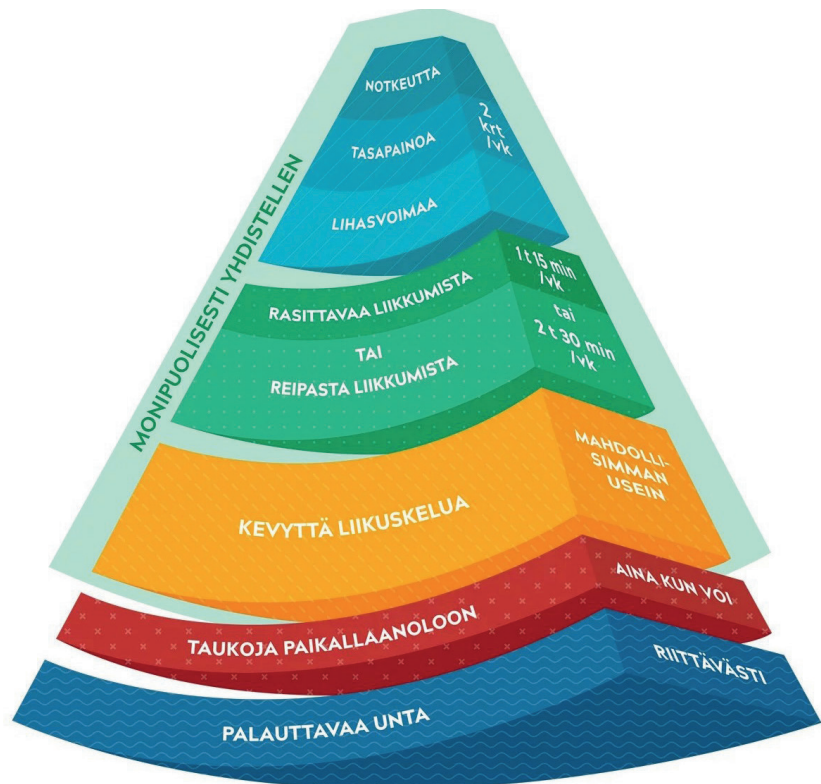 MONIPUOLISESTI YHDISTELLEN
NOTKEUTTA
TASAPAINOA
LIHASVOIMAA
2
krt
/vk
RASITTAVAA LIIKKUMISTA
TAI
REIPASTA LIIKKUMISTA
1 t 15 min
/vk
tai
2 t 30 min
/vk
KEVYTTÄ LIIKUSKELUA
MAHDOLLI-
SIMMAN
USEIN
TAUKOJA PAIKALLAANOLOON
AINA KUN VOI
PALAUTTAVAA UNTA
RIITTÄVÄSTI